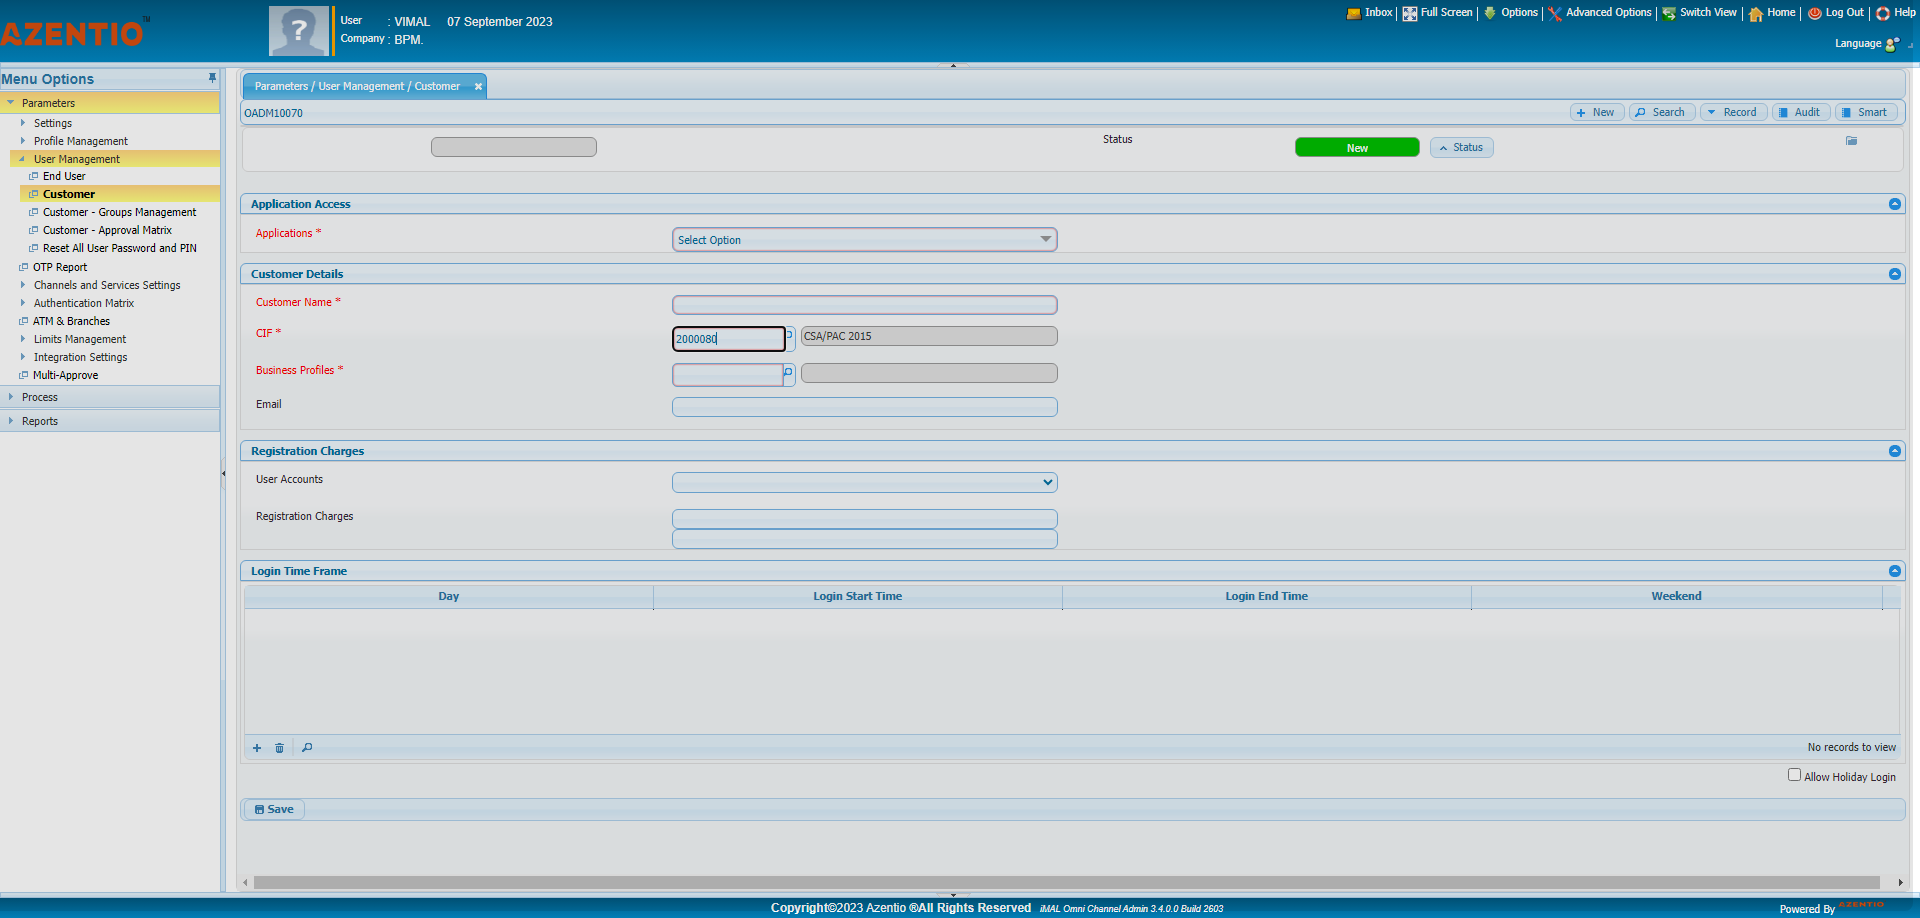 AZENTIO™
User : VIMAL 07 September 2023
Company : BPM.
Inbox Full Screen Options Advanced Options Switch View Home Log Out Help
Language
Menu Options
Parameters
Settings
Profile Management
User Management
End User
Customer
Customer - Groups Management
Customer - Approval Matrix
Reset All User Password and PIN
OTP Report
Channels and Services Settings
Authentication Matrix
ATM & Branches
Limits Management
Integration Settings
Multi-Approve
Process
Reports
Parameters / User Management / Customer
OADM10070
New Search Record Audit Smart
Status New Status
Application Access
Applications * Select Option
Customer Details
Customer Name *
CIF * 2000080 CSA/PAC 2015
Business Profiles *
Email
Registration Charges
User Accounts
Registration Charges
Login Time Frame
Day Login Start Time Login End Time Weekend
No records to view
Allow Holiday Login
Save
Copyright©2023 Azentio ®All Rights Reserved iMAL Omni Channel Admin 3.4.0.0 Build 2603
Powered By AZENTIO